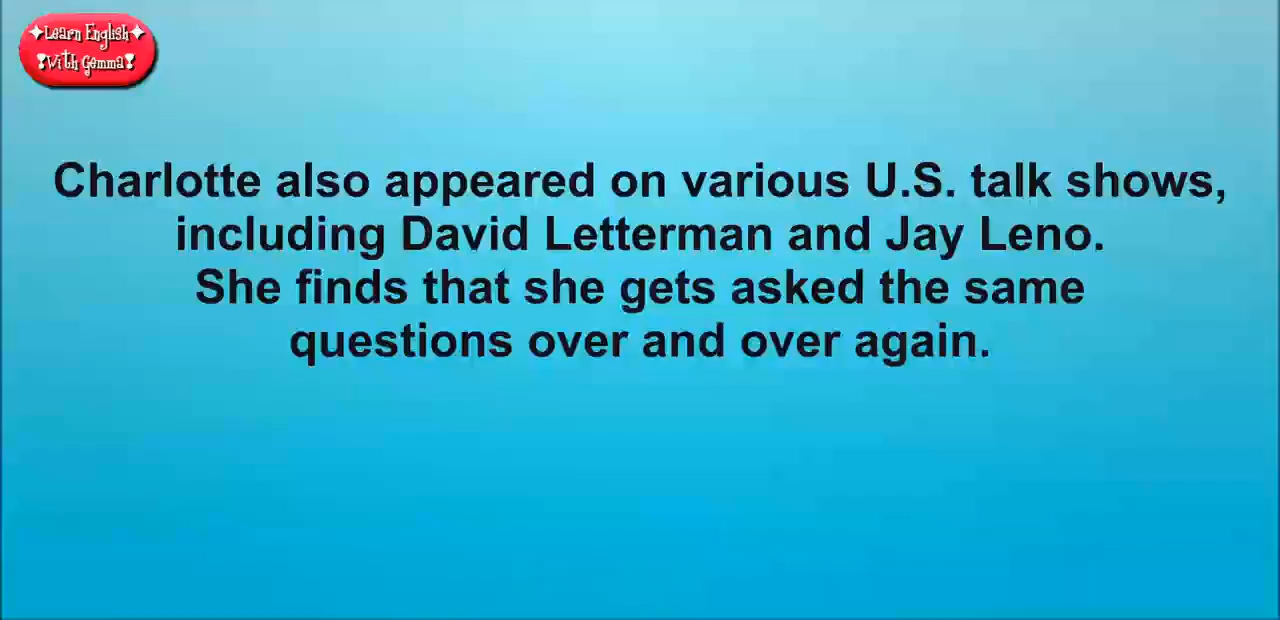 ✦Learn English✦
❣With Gemma❣
Charlotte also appeared on various U.S. talk shows,
including David Letterman and Jay Leno.
She finds that she gets asked the same
questions over and over again.